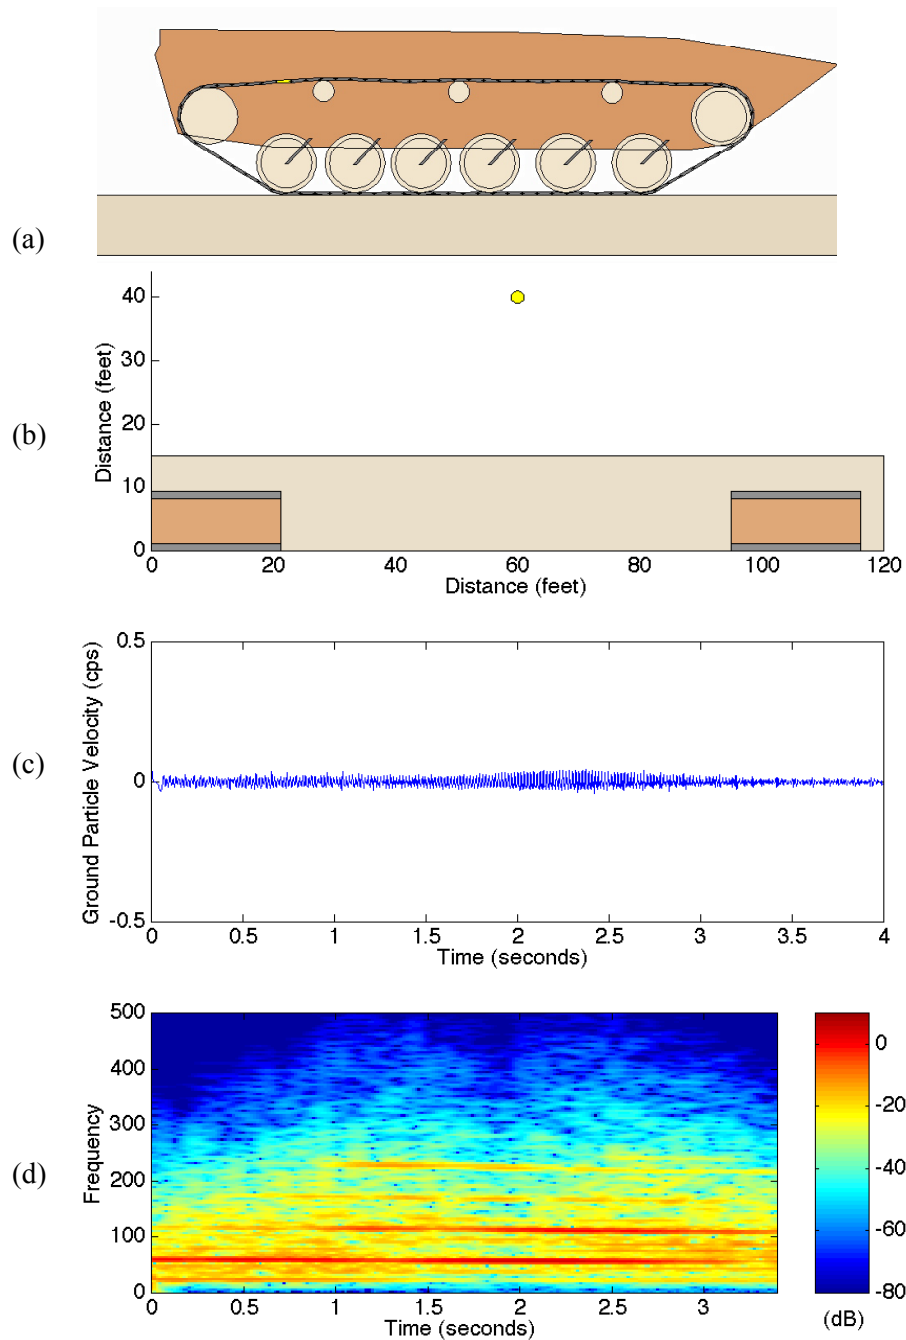 (a)
(b)
40
30
20
10
0
Distance (feet)
0 20 40 60 80 100 120
Distance (feet)
(c)
0.5
0
-0.5
Ground Particle Velocity (cps)
0 0.5 1 1.5 2 2.5 3 3.5 4
Time (seconds)
(d)
500
400
300
200
100
0
Frequency
0 0.5 1 1.5 2 2.5 3
Time (seconds)
0
-20
-40
-60
-80
(dB)